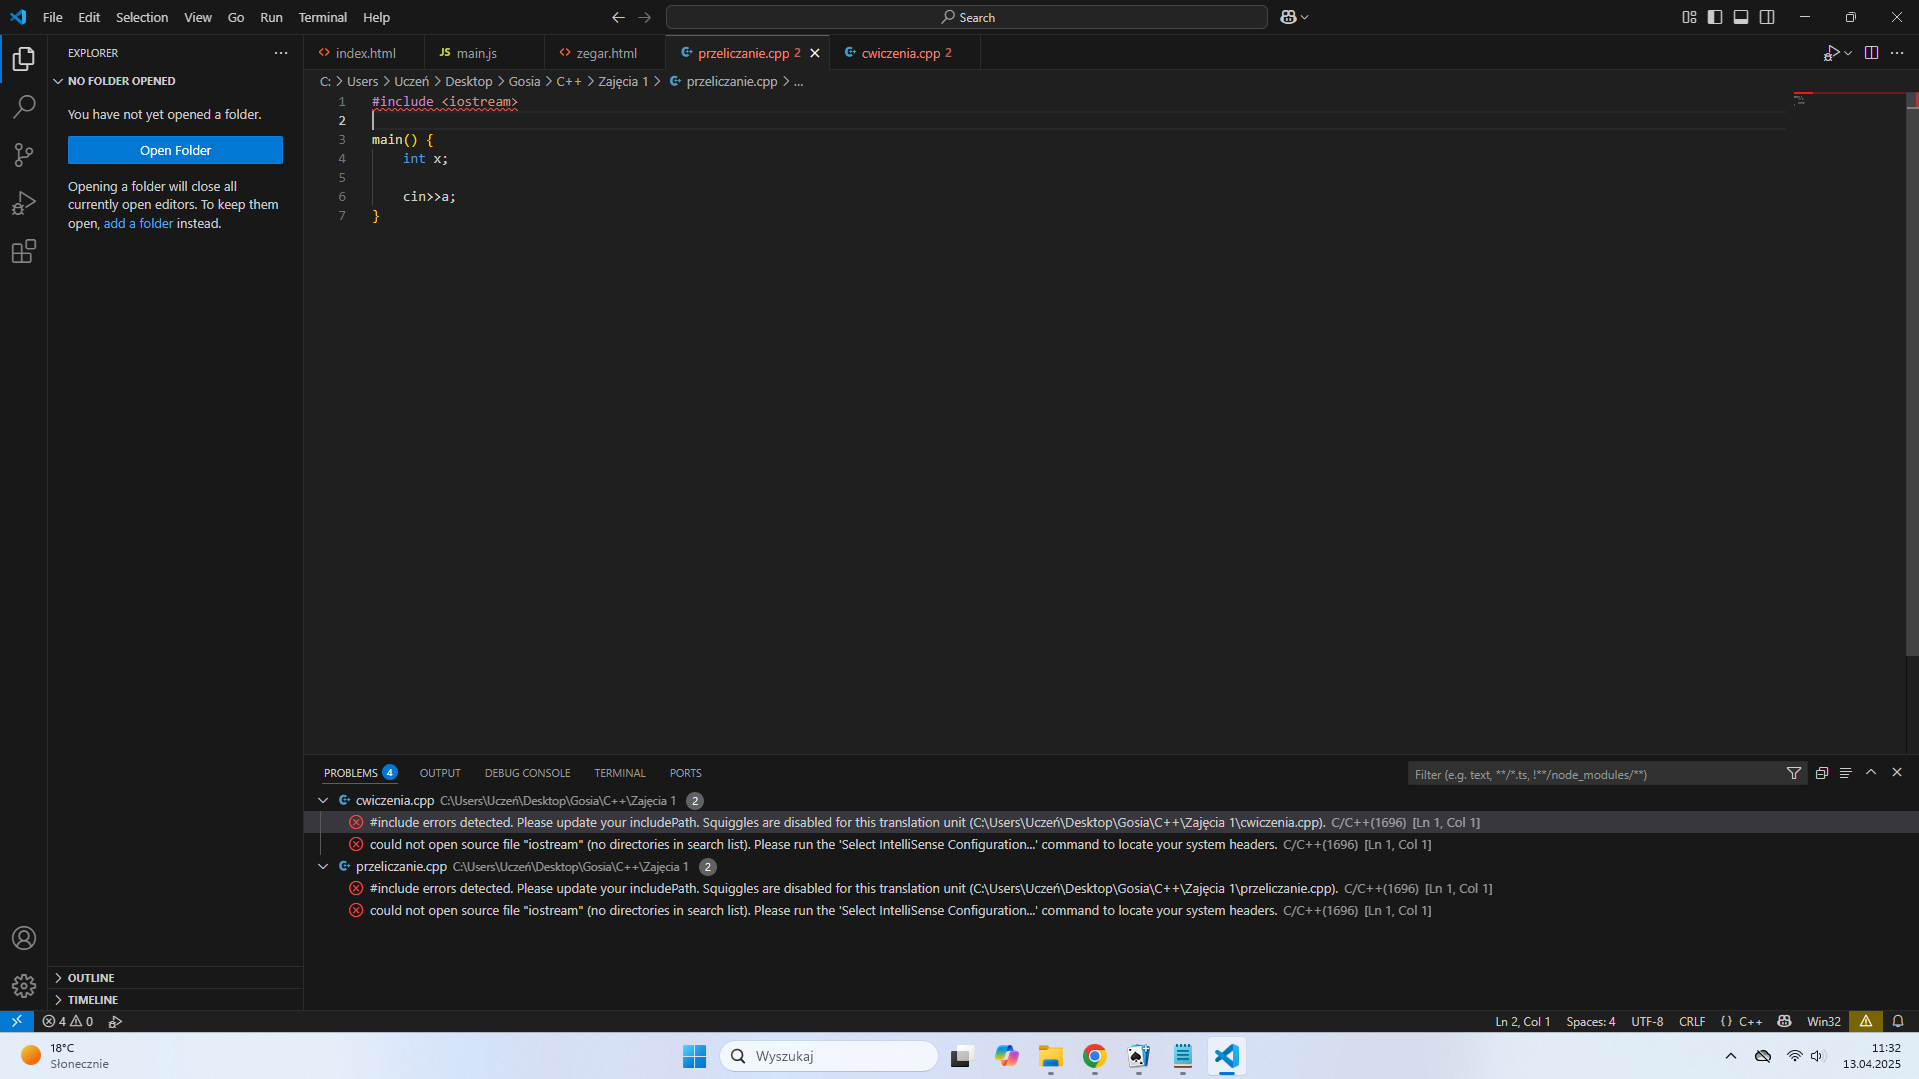 File Edit Selection View Go Run Terminal Help
Search
EXPLORER
NO FOLDER OPENED
You have not yet opened a folder.
Open Folder
Opening a folder will close all
currently open editors. To keep them
open, add a folder instead.
OUTLINE
TIMELINE
index.html
JS main.js
zegar.html
przeliczanie.cpp 2
cwiczenia.cpp 2
C: > Users > Uczeń > Desktop > Gosia > C++ > Zajęcia 1 > przeliczanie.cpp > ...
1 #include <iostream>
2
3 main() {
4 int x;
5
6 cin>>a;
7 }
PROBLEMS 4 OUTPUT DEBUG CONSOLE TERMINAL PORTS
Filter (e.g. text, **/*.ts, !**/node_modules/**)
cwiczenia.cpp C:\Users\Uczeń\Desktop\Gosia\C++\Zajęcia 1 2
#include errors detected. Please update your includePath. Squiggles are disabled for this translation unit (C:\Users\Uczeń\Desktop\Gosia\C++\Zajęcia 1\cwiczenia.cpp). C/C++(1696) [Ln 1, Col 1]
could not open source file "iostream" (no directories in search list). Please run the 'Select IntelliSense Configuration...' command to locate your system headers. C/C++(1696) [Ln 1, Col 1]
przeliczanie.cpp C:\Users\Uczeń\Desktop\Gosia\C++\Zajęcia 1 2
#include errors detected. Please update your includePath. Squiggles are disabled for this translation unit (C:\Users\Uczeń\Desktop\Gosia\C++\Zajęcia 1\przeliczanie.cpp). C/C++(1696) [Ln 1, Col 1]
could not open source file "iostream" (no directories in search list). Please run the 'Select IntelliSense Configuration...' command to locate your system headers. C/C++(1696) [Ln 1, Col 1]
4 0
Ln 2, Col 1 Spaces: 4 UTF-8 CRLF {} C++ Win32
18°C
Słonecznie
Wyszukaj
11:32
13.04.2025